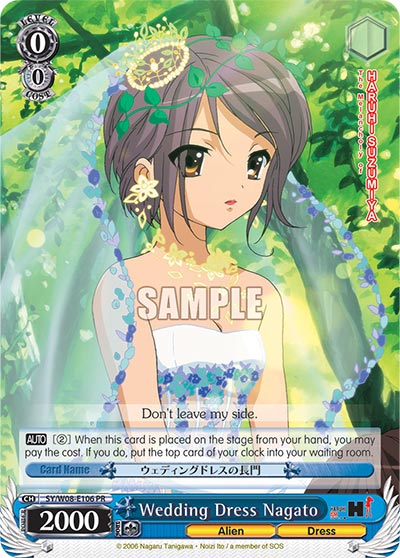 LEVEL
0
0
COST
The Melancholy of
HARUHI SUZUMIYA
SAMPLE
Don't leave my side.
AUTO [②] When this card is placed on the stage from your hand, you may
pay the cost. If you do, put the top card of your clock into your waiting room.
Card Name ウェディングドレスの長門
CH SY/W08-E106 PR
POWER 2000 SOUL Wedding Dress Nagato
Alien Dress
© 2006 Nagaru Tanigawa • Noizi Ito / a member of SOS